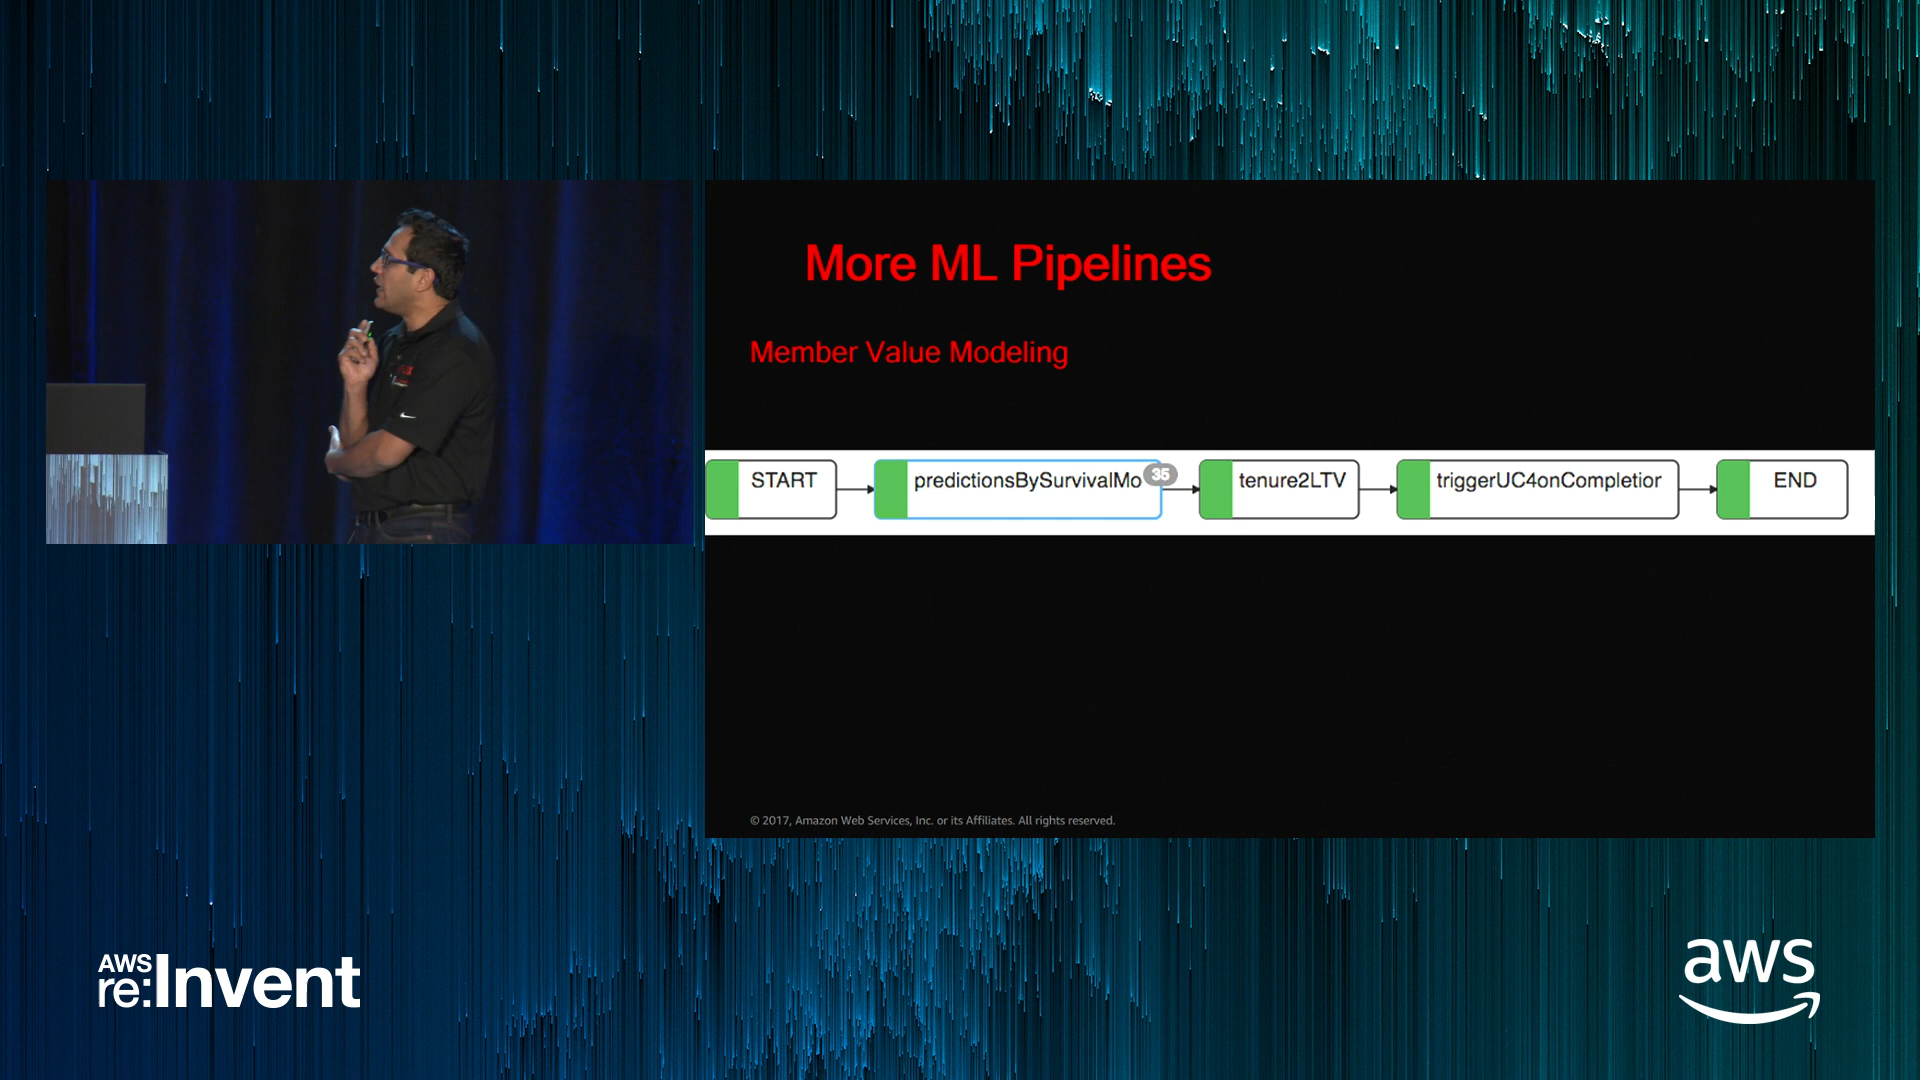 More ML Pipelines
Member Value Modeling
START
predictionsBySurvivalMo
35
tenure2LTV
triggerUC4onCompletior
END
© 2017, Amazon Web Services, Inc. or its Affiliates. All rights reserved.
AWS
re:Invent
aws